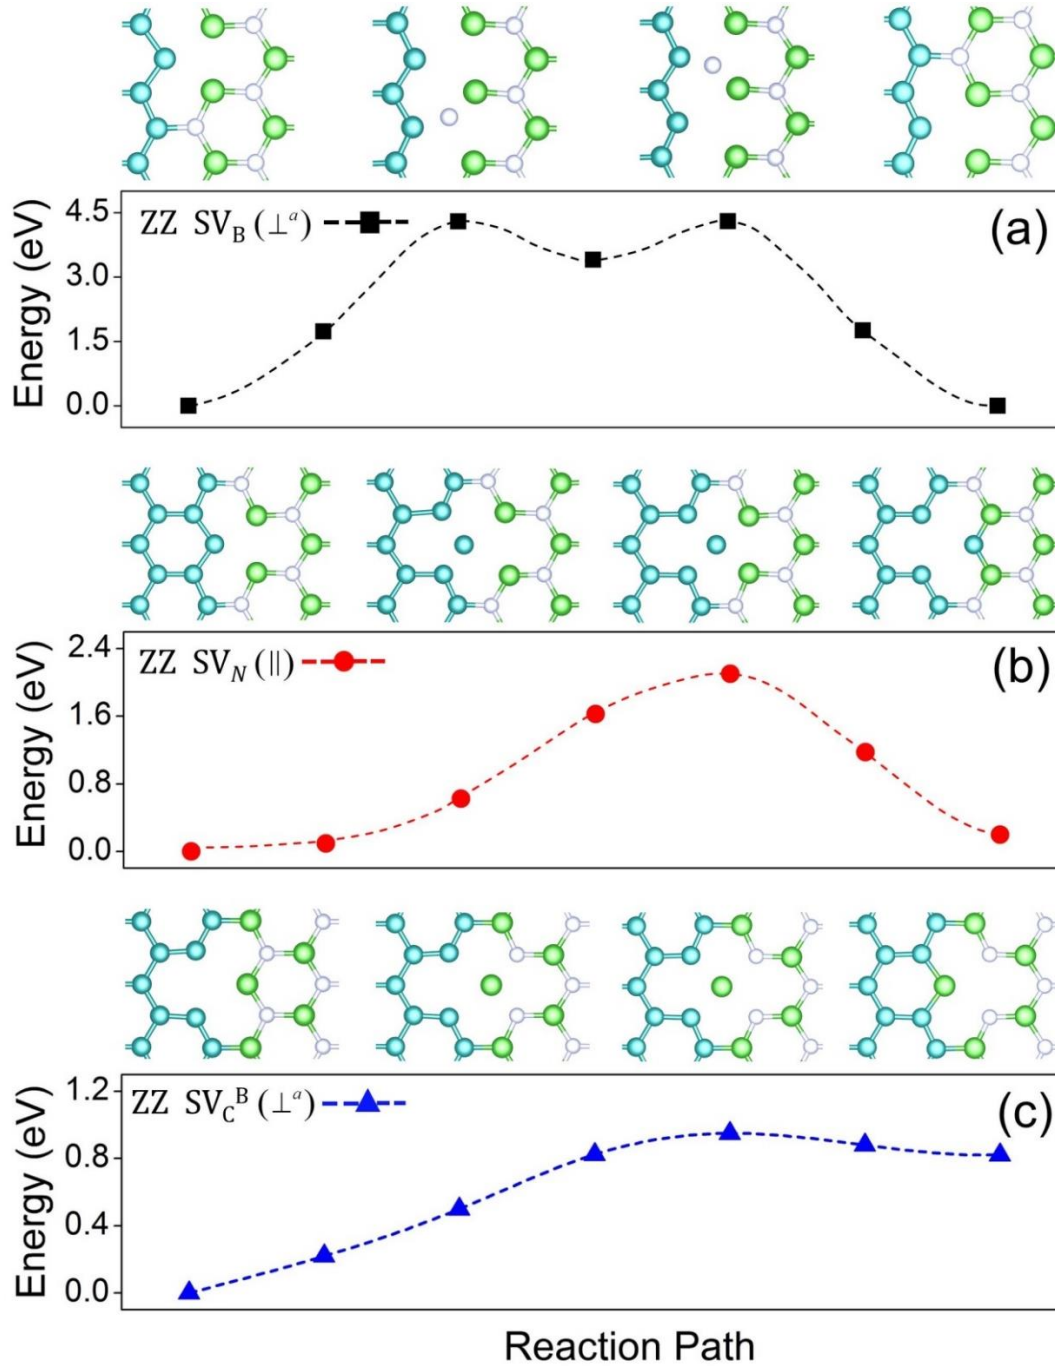 ZZ SV_B (⊥^a)
(a)
Energy (eV)
4.5
3.0
1.5
0.0
ZZ SV_N (||)
(b)
Energy (eV)
2.4
1.6
0.8
0.0
ZZ SV_C^B (⊥^a)
(c)
Energy (eV)
1.2
0.8
0.4
0.0
Reaction Path